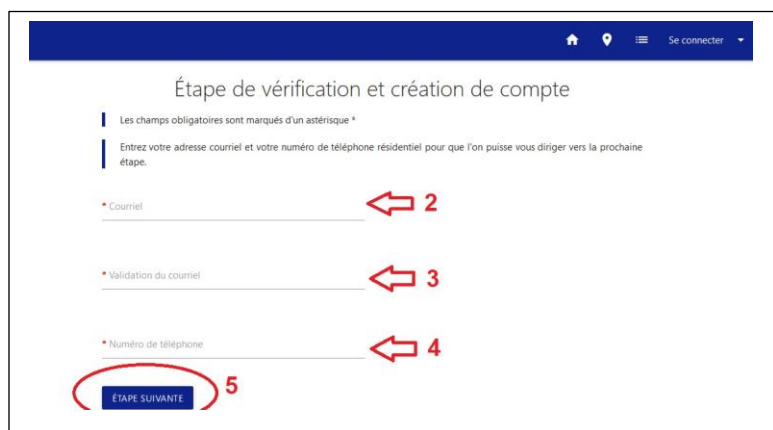 Se connecter
Étape de vérification et création de compte
Les champs obligatoires sont marqués d'un astérisque *
Entrez votre adresse courriel et votre numéro de téléphone résidentiel pour que l'on puisse vous diriger vers la prochaine
étape.
* Courriel
2
* Validation du courriel
3
* Numéro de téléphone
4
5
ÉTAPE SUIVANTE